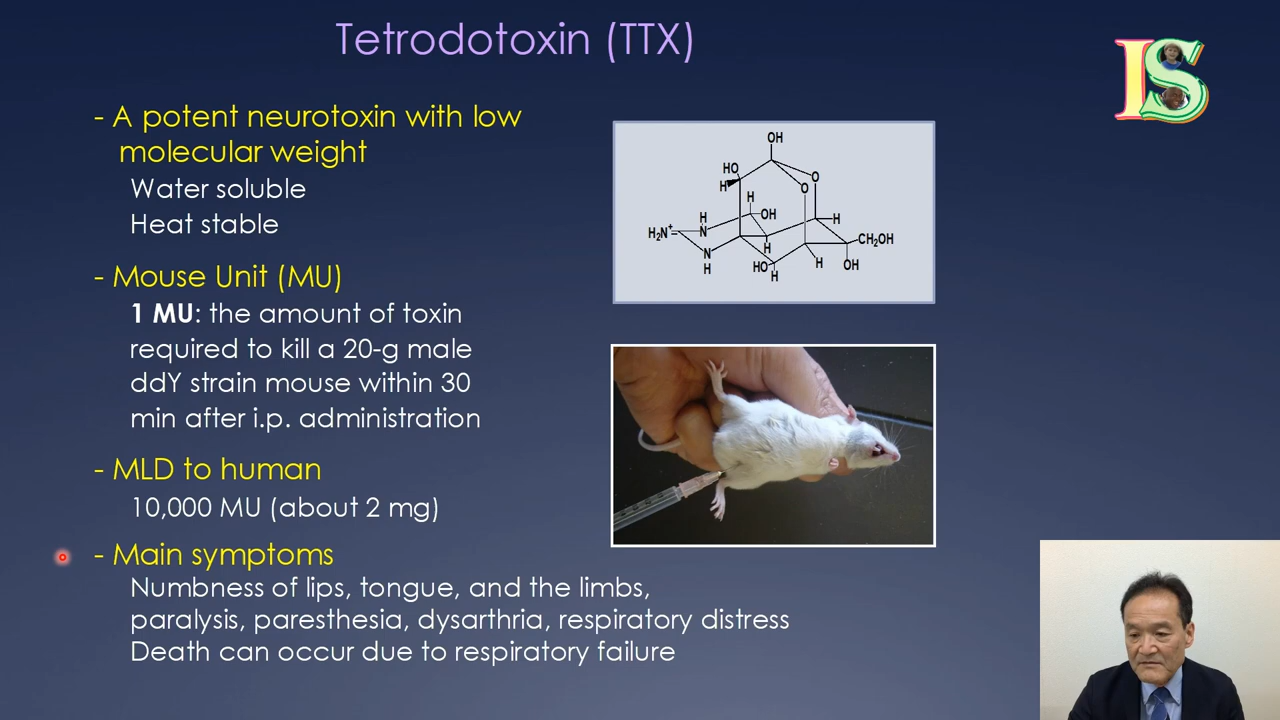 Tetrodotoxin (TTX)
IS
- A potent neurotoxin with low
molecular weight
Water soluble
Heat stable
- Mouse Unit (MU)
1 MU: the amount of toxin
required to kill a 20-g male
ddY strain mouse within 30
min after i.p. administration
- MLD to human
10,000 MU (about 2 mg)
- Main symptoms
Numbness of lips, tongue, and the limbs,
paralysis, paresthesia, dysarthria, respiratory distress
Death can occur due to respiratory failure
OH
HO
O
H
O
H
OH
H
H
H₂N⁺=
N
H
CH₂OH
N
H
HO
H
OH
H
H